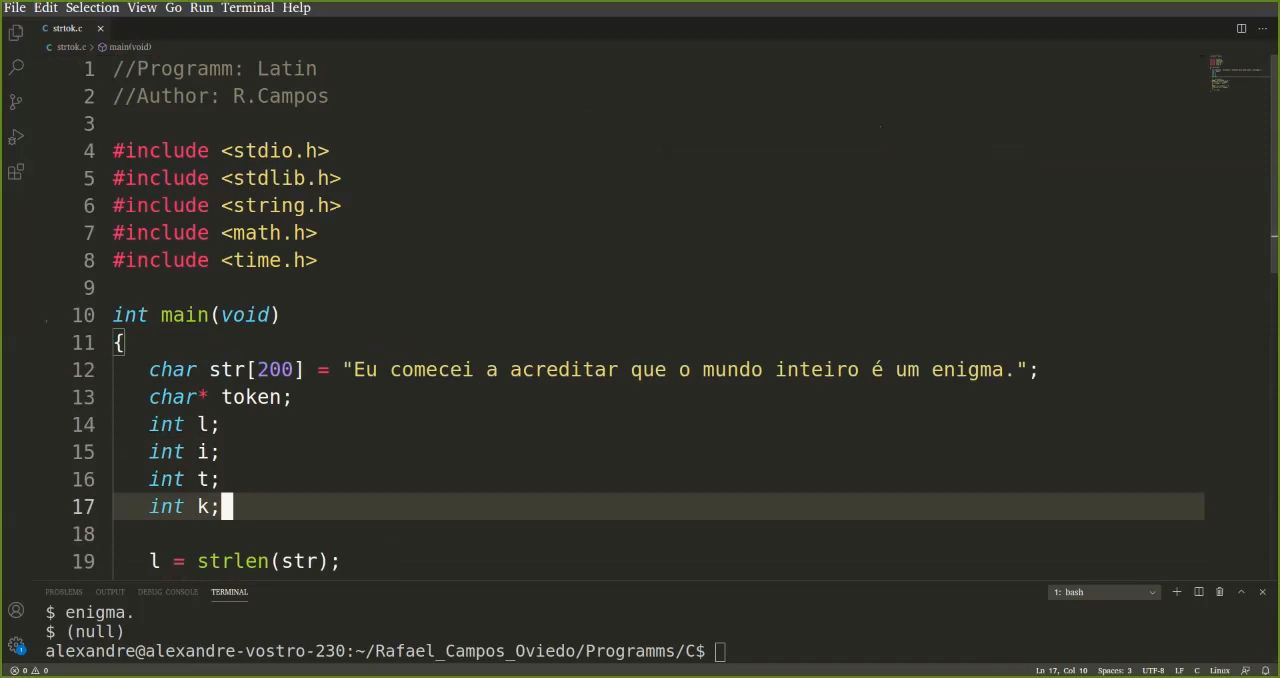 File Edit Selection View Go Run Terminal Help
C strtok.c ×
C strtok.c > main(void)
1 //Programm: Latin
2 //Author: R.Campos
3
4 #include <stdio.h>
5 #include <stdlib.h>
6 #include <string.h>
7 #include <math.h>
8 #include <time.h>
9
10 int main(void)
11 {
12 char str[200] = "Eu comecei a acreditar que o mundo inteiro é um enigma.";
13 char* token;
14 int l;
15 int i;
16 int t;
17 int k;
18
19 l = strlen(str);
PROBLEMS OUTPUT DEBUG CONSOLE TERMINAL 1: bash
$ enigma.
$ (null)
alexandre@alexandre-vostro-230:~/Rafael_Campos_Oviedo/Programms/C$
1
0 0 Ln 17, Col 10 Spaces: 3 UTF-8 LF C Linux